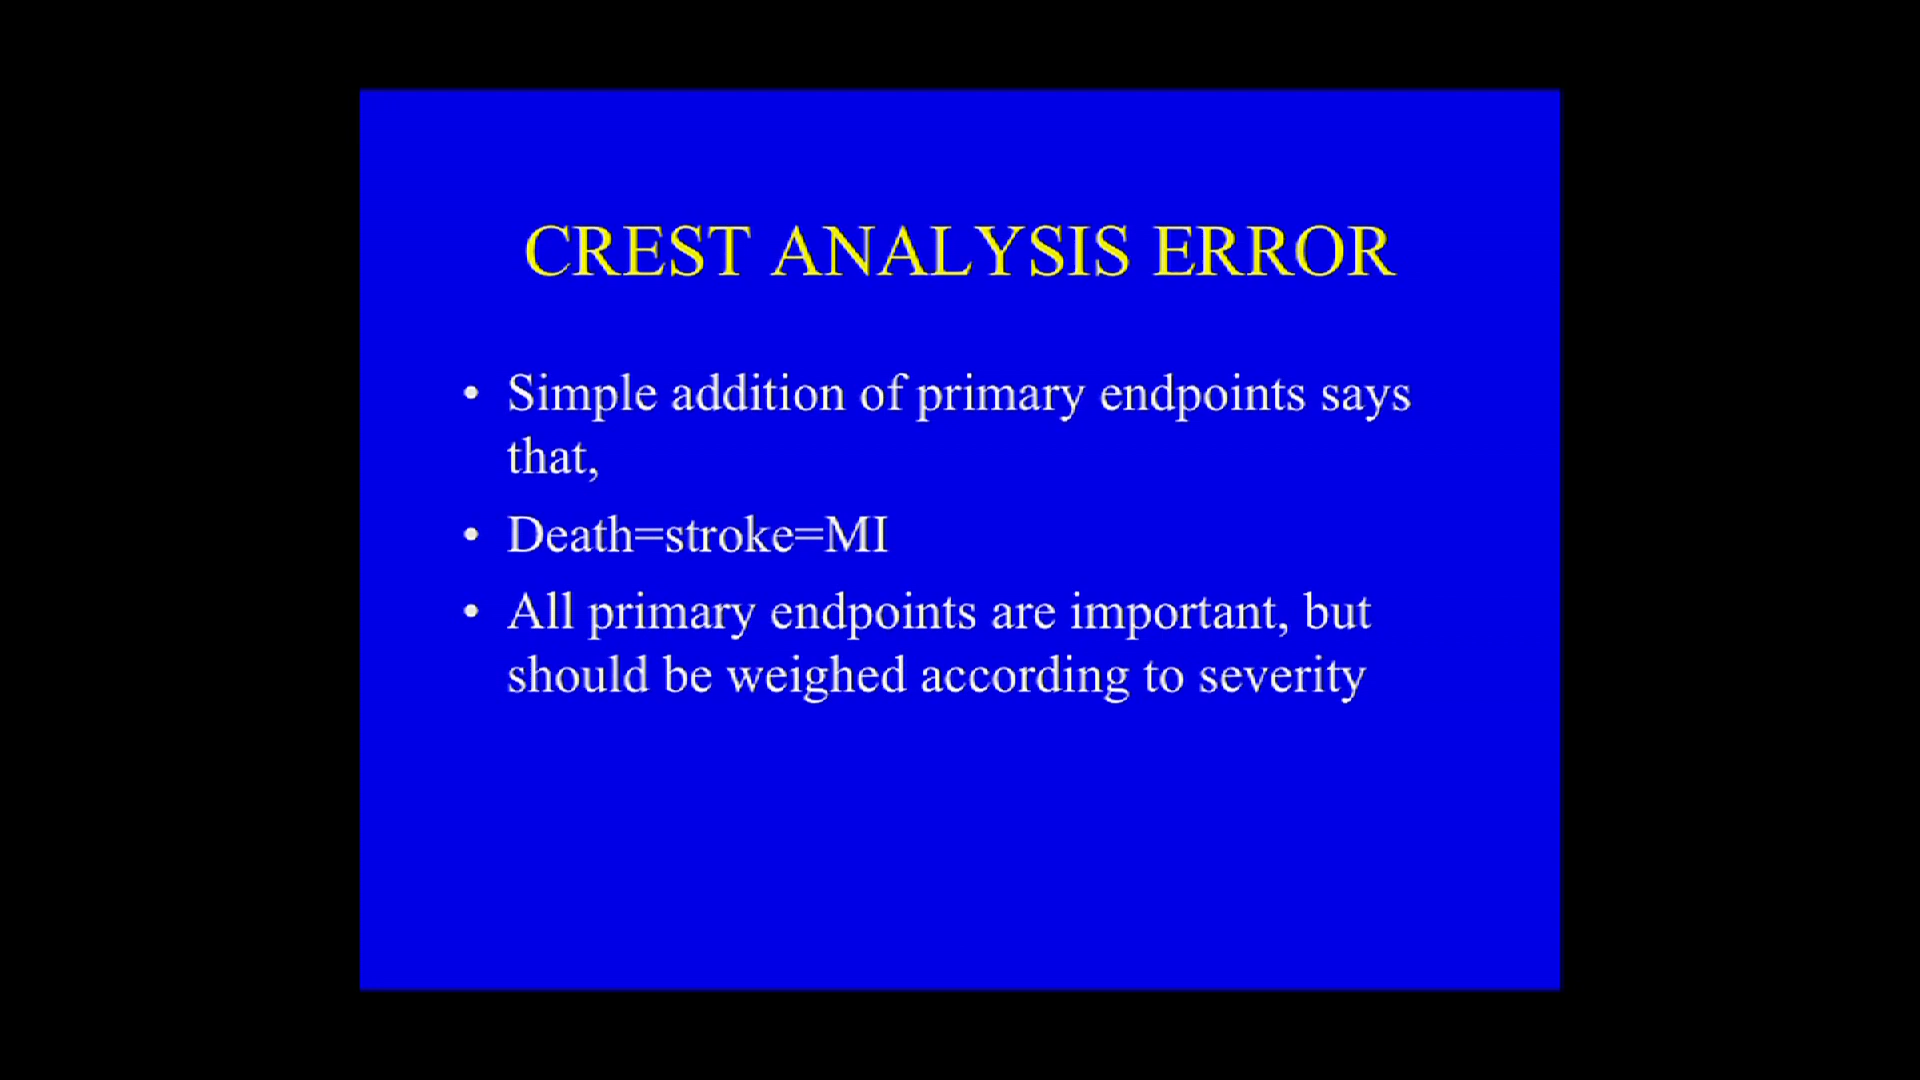 CREST ANALYSIS ERROR
• Simple addition of primary endpoints says
that,
• Death=stroke=MI
• All primary endpoints are important, but
should be weighed according to severity